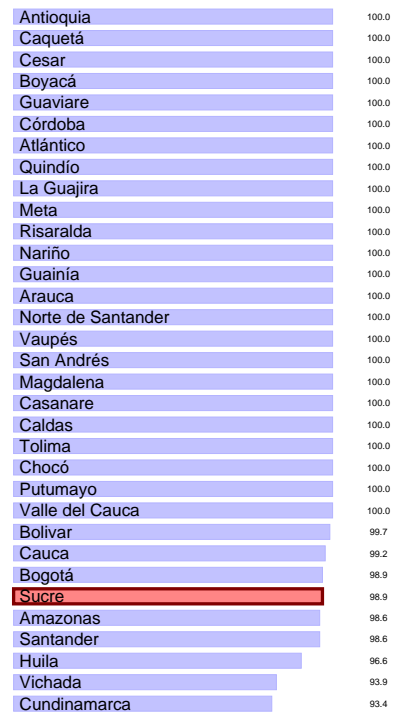 Antioquia 100.0
Caquetá 100.0
Cesar 100.0
Boyacá 100.0
Guaviare 100.0
Córdoba 100.0
Atlántico 100.0
Quindío 100.0
La Guajira 100.0
Meta 100.0
Risaralda 100.0
Nariño 100.0
Guainía 100.0
Arauca 100.0
Norte de Santander 100.0
Vaupés 100.0
San Andrés 100.0
Magdalena 100.0
Casanare 100.0
Caldas 100.0
Tolima 100.0
Chocó 100.0
Putumayo 100.0
Valle del Cauca 100.0
Bolivar 99.7
Cauca 99.2
Bogotá 98.9
Sucre 98.9
Amazonas 98.6
Santander 98.6
Huila 96.6
Vichada 93.9
Cundinamarca 93.4